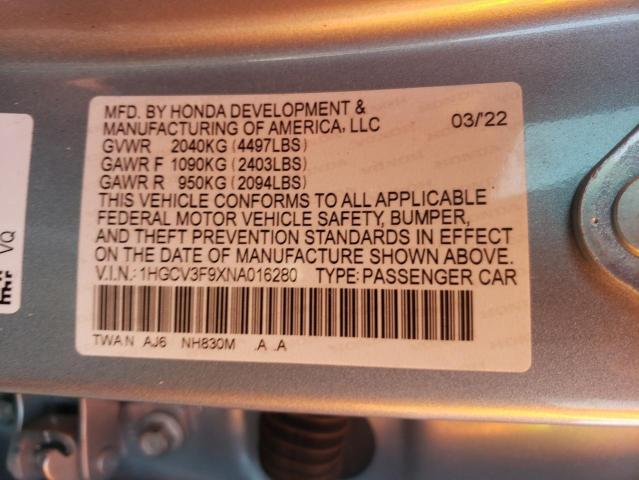 MFD. BY HONDA DEVELOPMENT &
MANUFACTURING OF AMERICA, LLC 03/'22
GVWR 2040KG (4497LBS)
GAWR F 1090KG (2403LBS)
GAWR R 950KG (2094LBS)
THIS VEHICLE CONFORMS TO ALL APPLICABLE
FEDERAL MOTOR VEHICLE SAFETY, BUMPER,
AND THEFT PREVENTION STANDARDS IN EFFECT
ON THE DATE OF MANUFACTURE SHOWN ABOVE.
V.I.N.: 1HGCV3F9XNA016280 TYPE: PASSENGER CAR
TWA N AJ6 NH830M .A .A
VQ